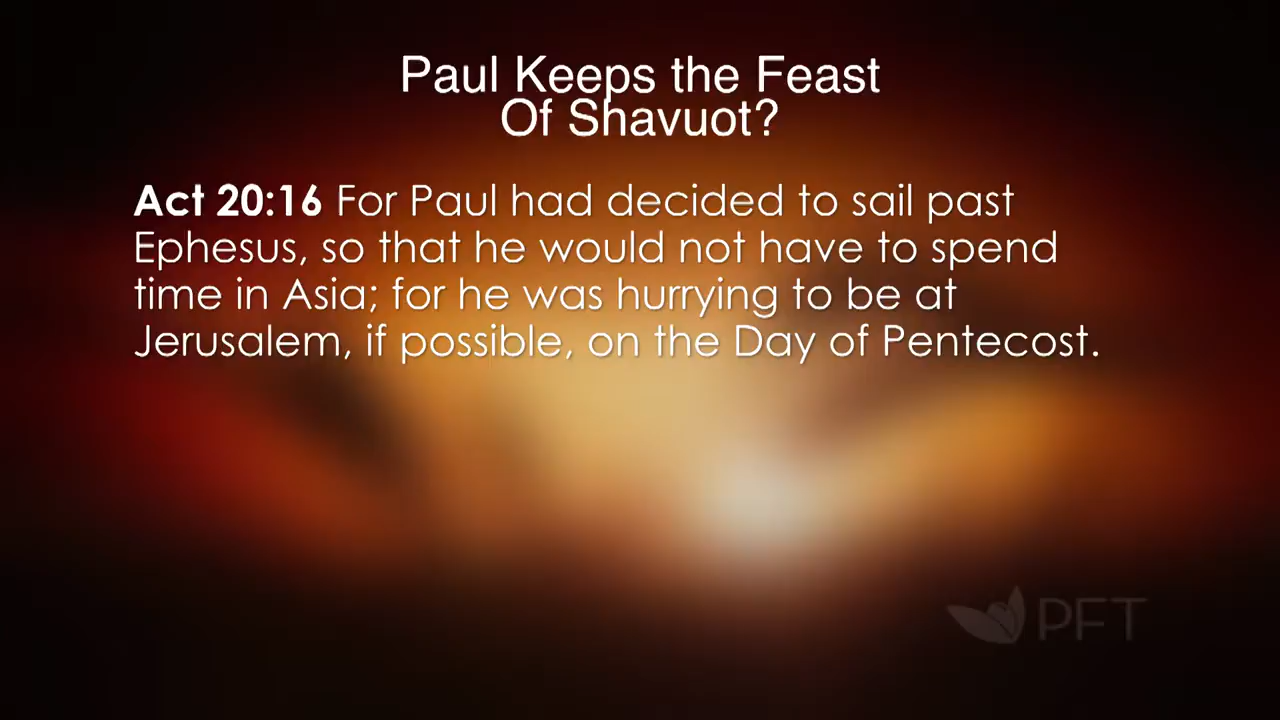 Paul Keeps the Feast
Of Shavuot?
Act 20:16 For Paul had decided to sail past
Ephesus, so that he would not have to spend
time in Asia; for he was hurrying to be at
Jerusalem, if possible, on the Day of Pentecost.
PFT